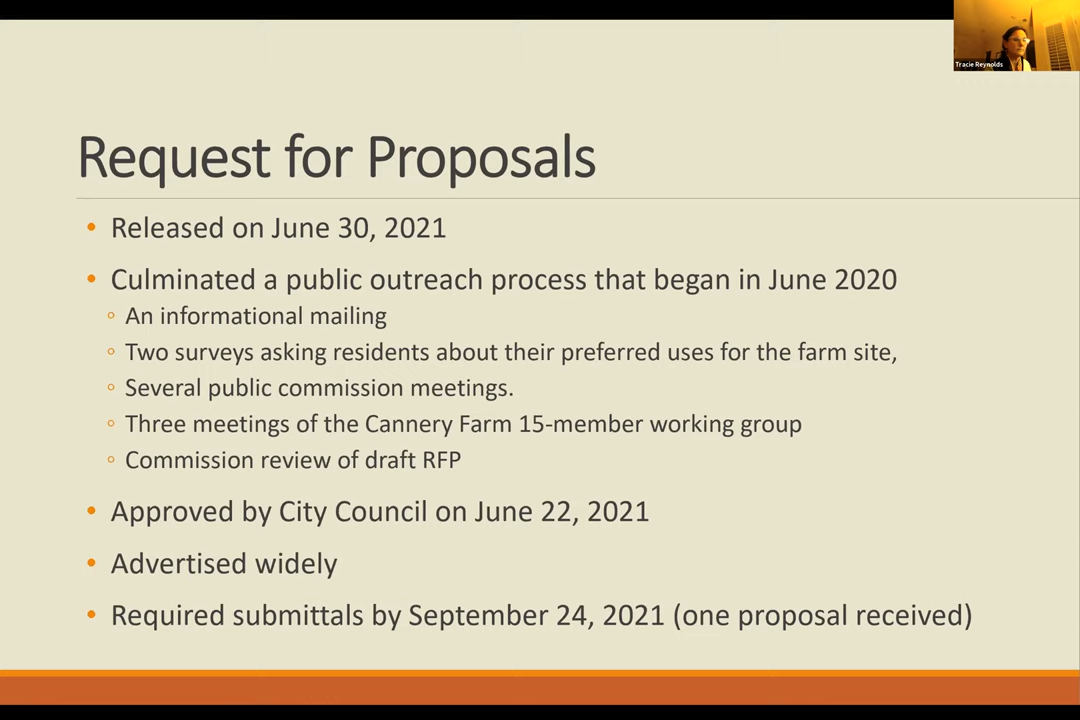 Tracie Reynolds
Request for Proposals
• Released on June 30, 2021
• Culminated a public outreach process that began in June 2020
◦ An informational mailing
◦ Two surveys asking residents about their preferred uses for the farm site,
◦ Several public commission meetings.
◦ Three meetings of the Cannery Farm 15-member working group
◦ Commission review of draft RFP
• Approved by City Council on June 22, 2021
• Advertised widely
• Required submittals by September 24, 2021 (one proposal received)